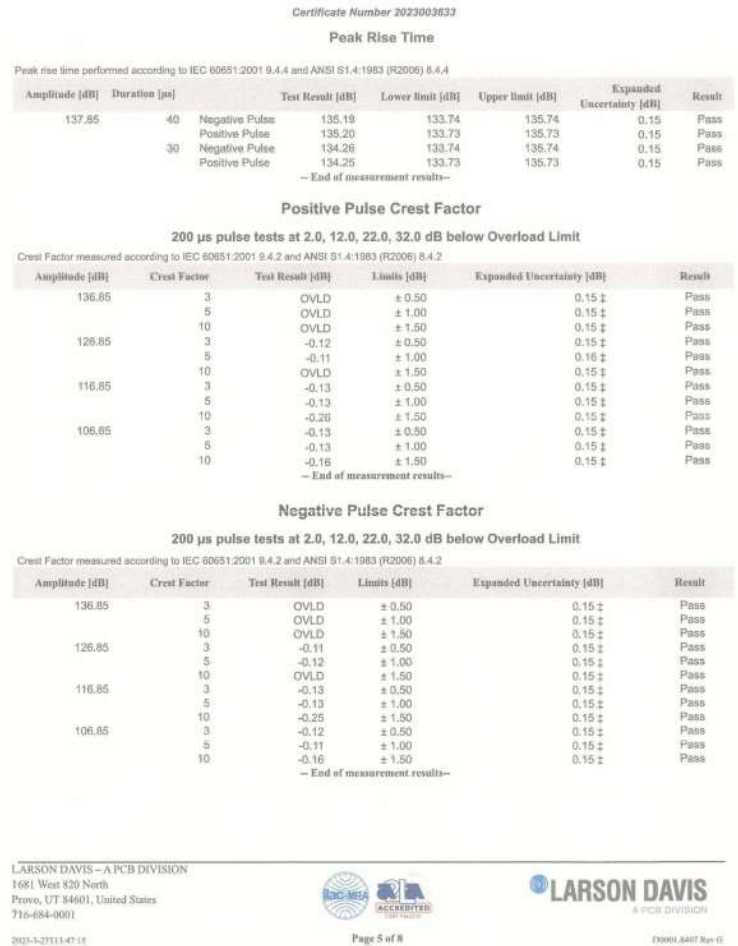 Certificate Number 2023003633
Peak Rise Time
Peak rise time performed according to IEC 60651:2001 9.4.4 and ANSI S1.4:1983 (R2006) 8.4.4
Amplitude [dB] Duration [µs] Test Result [dB] Lower limit [dB] Upper limit [dB] Expanded Uncertainty [dB] Result
137.85 40 Negative Pulse 135.19 133.74 135.74 0.15 Pass
Positive Pulse 135.20 133.73 135.73 0.15 Pass
30 Negative Pulse 134.26 133.74 135.74 0.15 Pass
Positive Pulse 134.25 133.73 135.73 0.15 Pass
-- End of measurement results--
Positive Pulse Crest Factor
200 µs pulse tests at 2.0, 12.0, 22.0, 32.0 dB below Overload Limit
Crest Factor measured according to IEC 60651:2001 9.4.2 and ANSI S1.4:1983 (R2006) 8.4.2
Amplitude [dB] Crest Factor Test Result [dB] Limits [dB] Expanded Uncertainty [dB] Result
136.85 3 OVLD ± 0.50 0.15 ‡ Pass
5 OVLD ± 1.00 0.15 ‡ Pass
10 OVLD ± 1.50 0.15 ‡ Pass
126.85 3 -0.12 ± 0.50 0.15 ‡ Pass
5 -0.11 ± 1.00 0.16 ‡ Pass
10 OVLD ± 1.50 0.15 ‡ Pass
116.85 3 -0.13 ± 0.50 0.15 ‡ Pass
5 -0.13 ± 1.00 0.15 ‡ Pass
10 -0.26 ± 1.50 0.15 ‡ Pass
106.85 3 -0.13 ± 0.50 0.15 ‡ Pass
5 -0.13 ± 1.00 0.15 ‡ Pass
10 -0.16 ± 1.50 0.15 ‡ Pass
-- End of measurement results--
Negative Pulse Crest Factor
200 µs pulse tests at 2.0, 12.0, 22.0, 32.0 dB below Overload Limit
Crest Factor measured according to IEC 60651:2001 9.4.2 and ANSI S1.4:1983 (R2006) 8.4.2
Amplitude [dB] Crest Factor Test Result [dB] Limits [dB] Expanded Uncertainty [dB] Result
136.85 3 OVLD ± 0.50 0.15 ‡ Pass
5 OVLD ± 1.00 0.15 ‡ Pass
10 OVLD ± 1.50 0.15 ‡ Pass
126.85 3 -0.11 ± 0.50 0.15 ‡ Pass
5 -0.12 ± 1.00 0.15 ‡ Pass
10 OVLD ± 1.50 0.15 ‡ Pass
116.85 3 -0.13 ± 0.50 0.15 ‡ Pass
5 -0.13 ± 1.00 0.15 ‡ Pass
10 -0.25 ± 1.50 0.15 ‡ Pass
106.85 3 -0.12 ± 0.50 0.15 ‡ Pass
5 -0.11 ± 1.00 0.15 ‡ Pass
10 -0.16 ± 1.50 0.15 ‡ Pass
-- End of measurement results--
LARSON DAVIS – A PCB DIVISION
1681 West 820 North
Provo, UT 84601, United States
716-684-0001
ilac-MRA
ACCREDITED
LARSON DAVIS
A PCB DIVISION
2023-3-27T13:47:15
Page 5 of 8
D0001.8407 Rev G